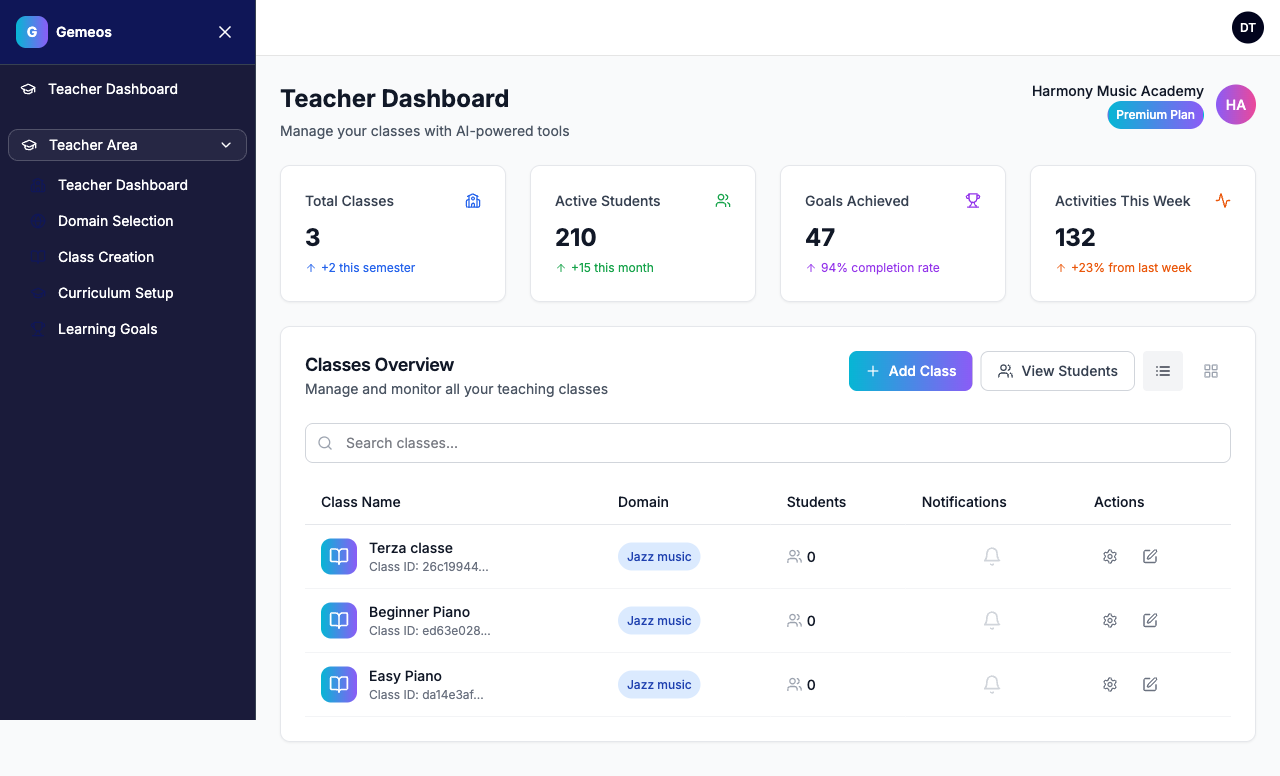 G Gemeos
DT
Teacher Dashboard
Teacher Area
Teacher Dashboard
Domain Selection
Class Creation
Curriculum Setup
Learning Goals
Teacher Dashboard
Manage your classes with AI-powered tools
Harmony Music Academy
Premium Plan
HA
Total Classes
3
+2 this semester
Active Students
210
+15 this month
Goals Achieved
47
94% completion rate
Activities This Week
132
+23% from last week
Classes Overview
Manage and monitor all your teaching classes
Add Class
View Students
Search classes...
Class Name Domain Students Notifications Actions
Terza classe
Class ID: 26c19944...
Jazz music
0
Beginner Piano
Class ID: ed63e028...
Jazz music
0
Easy Piano
Class ID: da14e3af...
Jazz music
0